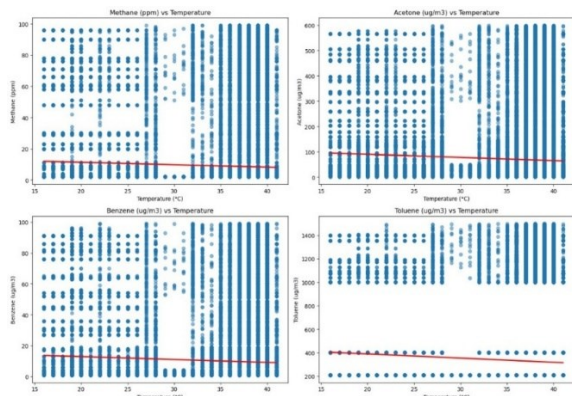 Methane (ppm) vs Temperature
Methane (ppm)
100
80
60
40
20
0
15 20 25 30 35 40
Temperature (°C)
Acetone (ug/m3) vs Temperature
Acetone (ug/m3)
600
500
400
300
200
100
0
15 20 25 30 35 40
Temperature (°C)
Benzene (ug/m3) vs Temperature
Benzene (ug/m3)
100
80
60
40
20
0
15 20 25 30 35 40
Temperature (°C)
Toluene (ug/m3) vs Temperature
Toluene (ug/m3)
1400
1200
1000
800
600
400
200
15 20 25 30 35 40
Temperature (°C)